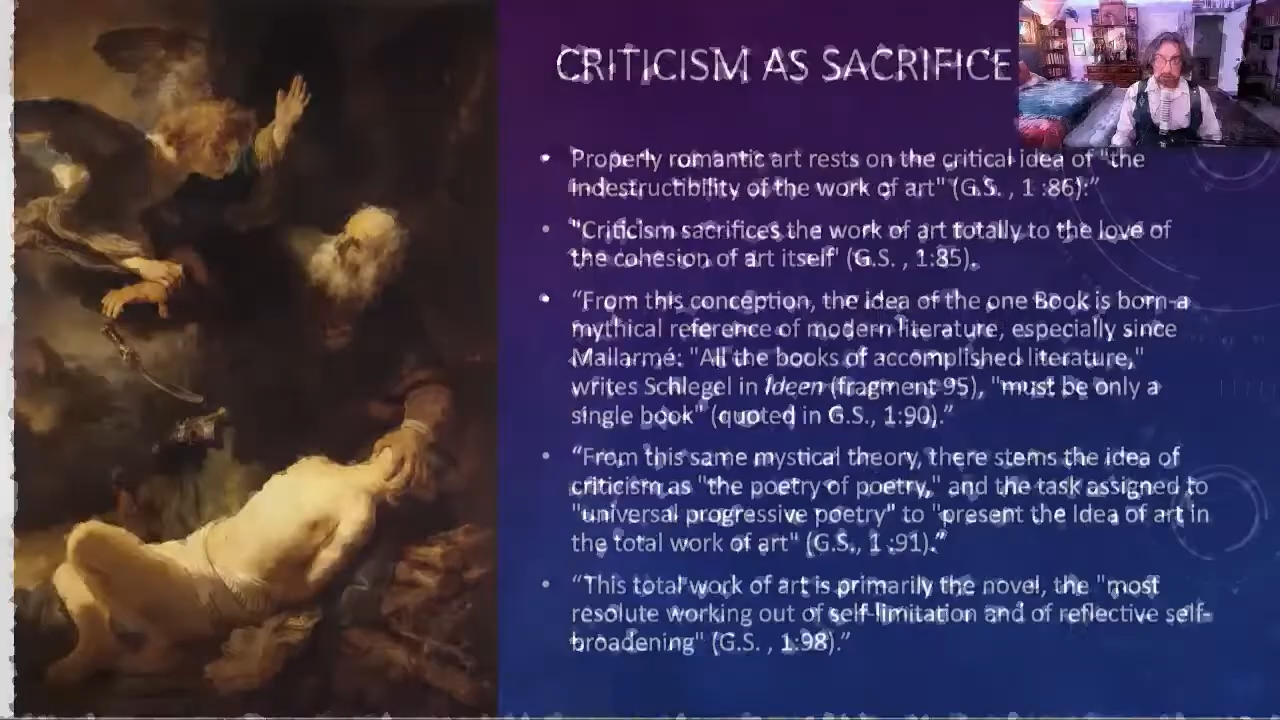 CRITICISM AS SACRIFICE
• Properly romantic art rests on the critical idea of "the
indestructibility of the work of art" (G.S. , 1 :86):”
• "Criticism sacrifices the work of art totally to the love of
the cohesion of art itself' (G.S. , 1:85).
• “From this conception, the idea of the one Book is born-a
mythical reference of modern literature, especially since
Mallarmé: "All the books of accomplished literature,"
writes Schlegel in Ideen (fragment 95), "must be only a
single book" (quoted in G.S., 1:90).”
• “From this same mystical theory, there stems the idea of
criticism as "the poetry of poetry," and the task assigned to
"universal progressive poetry" to "present the Idea of art in
the total work of art" (G.S., 1 :91).”
• “This total work of art is primarily the novel, the "most
resolute working out of self-limitation and of reflective self-
broadening" (G.S. , 1:98).”